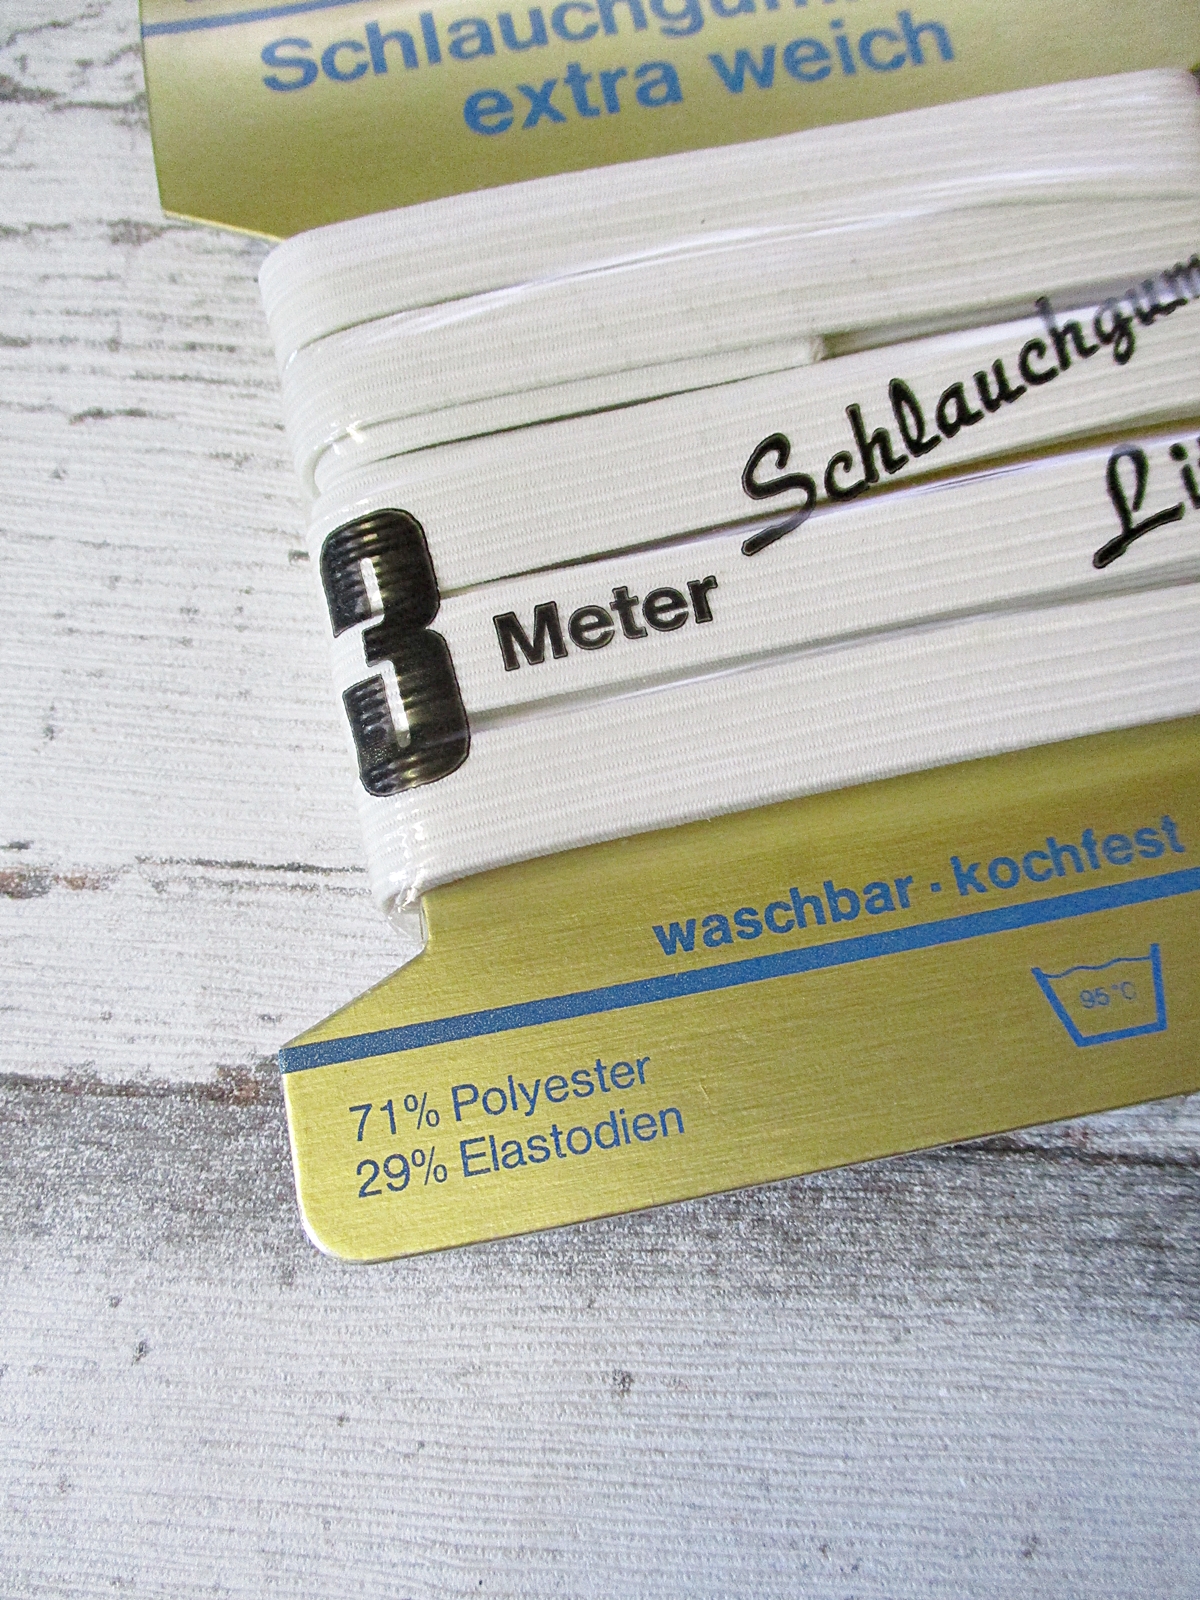 extra weich
3 Meter
waschbar · kochfest
95°C
71% Polyester
29% Elastodien